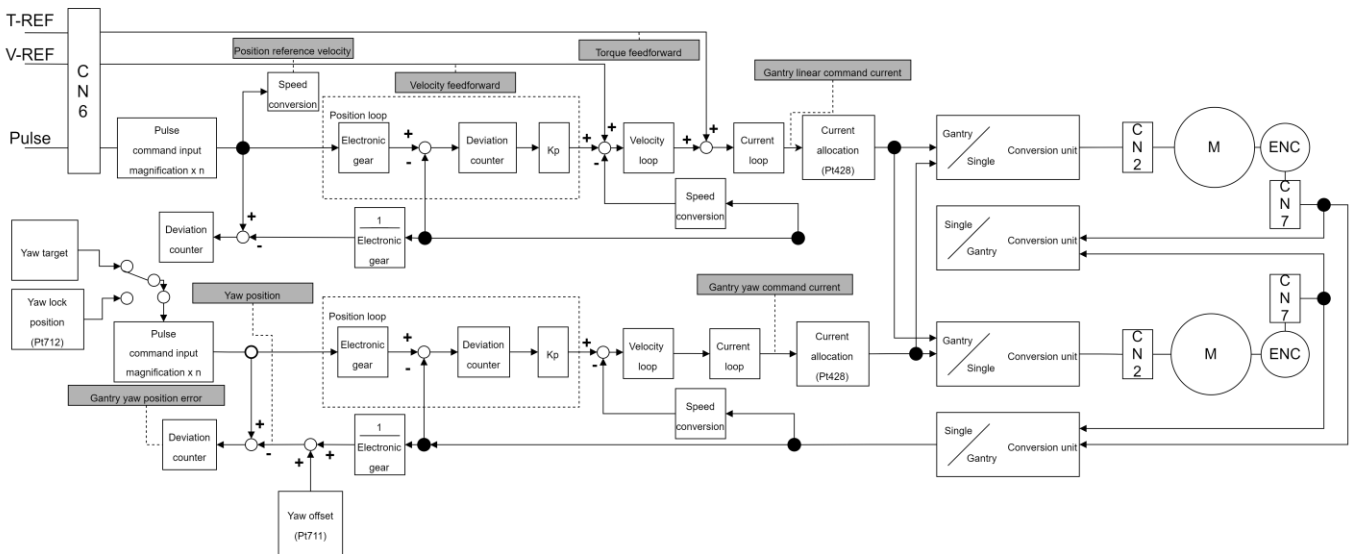 T-REF
V-REF
Pulse
C
N
6
Position reference velocity
Torque feedforward
Velocity feedforward
Gantry linear command current
Speed
conversion
Pulse
command input
magnification x n
Position loop
Electronic
gear
Deviation
counter
Kp
Velocity
loop
Current
loop
Current
allocation
(Pt428)
Gantry
Single
Conversion unit
C
N
2
M
ENC
C
N
7
+
-
+
-
+
+
+
Speed
conversion
Deviation
counter
+
-
1
Electronic
gear
Single
Gantry
Conversion unit
Yaw target
Yaw lock
position
(Pt712)
Yaw position
Gantry yaw command current
Pulse
command input
magnification x n
Position loop
Electronic
gear
+
-
Deviation
counter
Kp
+
-
Velocity
loop
Current
loop
Current
allocation
(Pt428)
Gantry
Single
Conversion unit
C
N
2
M
C
N
7
ENC
Gantry yaw position error
Speed
conversion
Deviation
counter
+
-
+
+
1
Electronic
gear
Single
Gantry
Conversion unit
Yaw offset
(Pt711)